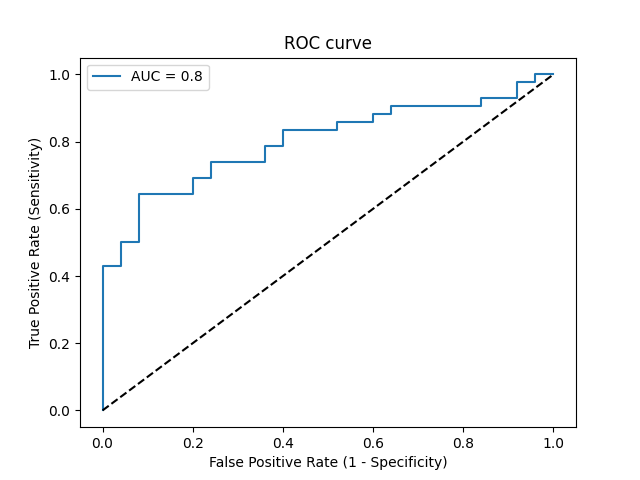 ROC curve
AUC = 0.8
True Positive Rate (Sensitivity)
1.0
0.8
0.6
0.4
0.2
0.0
0.0 0.2 0.4 0.6 0.8 1.0
False Positive Rate (1 - Specificity)